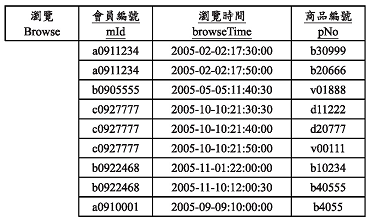 瀏覽 會員編號 瀏覽時間 商品編號
Browse mId browseTime pNo
a0911234 2005-02-02:17:30:00 b30999
a0911234 2005-02-02:17:50:00 b20666
b0905555 2005-05-05:11:40:30 v01888
c0927777 2005-10-10:21:30:30 d11222
c0927777 2005-10-10:21:40:00 d20777
c0927777 2005-10-10:21:50:00 v00111
b0922468 2005-11-01:22:00:00 b10234
b0922468 2005-11-10:12:00:30 b40555
a0910001 2005-09-09:10:00:00 b4055